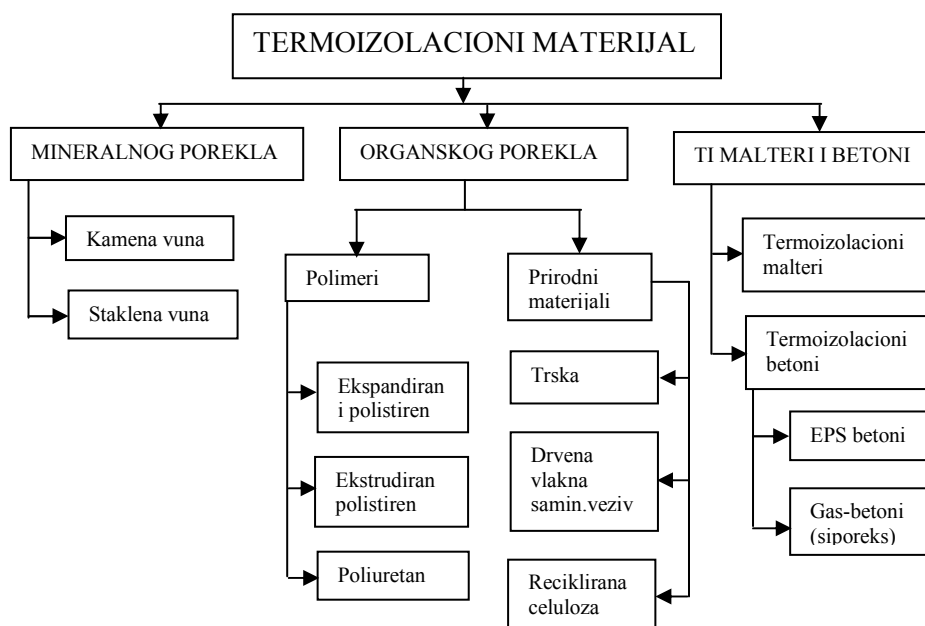 TERMOIZOLACIONI MATERIJAL
MINERALNOG POREKLA
ORGANSKOG POREKLA
TI MALTERI I BETONI
Kamena vuna
Staklena vuna
Polimeri
Ekspandiran
i polistiren
Ekstrudiran
polistiren
Poliuretan
Prirodni
materijali
Trska
Drvena
vlakna
samin.veziv
Reciklirana
celuloza
Termoizolacioni
malteri
Termoizolacioni
betoni
EPS betoni
Gas-betoni
(siporeks)